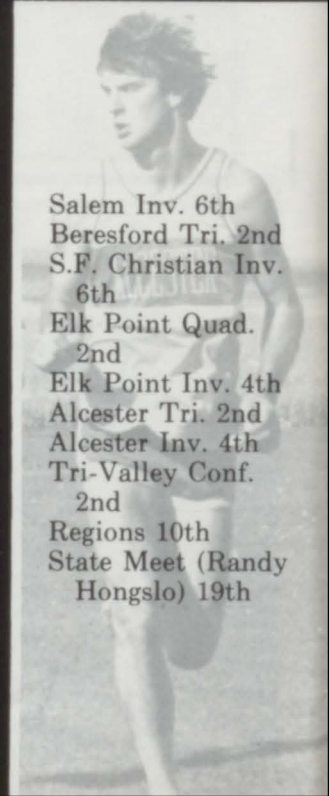 Salem Inv. 6th
Beresford Tri. 2nd
S.F. Christian Inv.
6th
Elk Point Quad.
2nd
Elk Point Inv. 4th
Alcester Tri. 2nd
Alcester Inv. 4th
Tri-Valley Conf.
2nd
Regions 10th
State Meet (Randy
Hongslo) 19th